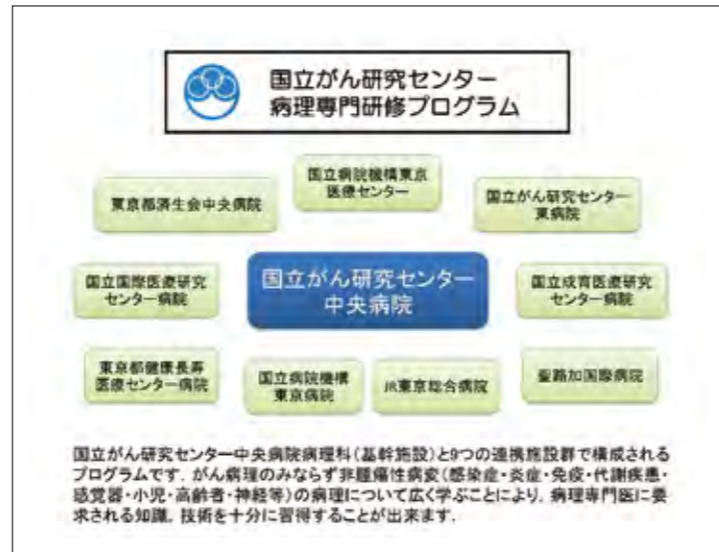 国立がん研究センター
病理専門研修プログラム
東京都済生会中央病院
国立病院機構東京
医療センター
国立がん研究センター
東病院
国立国際医療研究
センター病院
国立がん研究センター
中央病院
国立成育医療研究
センター病院
東京都健康長寿
医療センター病院
国立病院機構
東京病院
JR東京総合病院
聖路加国際病院
国立がん研究センター中央病院病理科(基幹施設)と9つの連携施設群で構成される
プログラムです. がん病理のみならず非腫瘍性病変(感染症・炎症・免疫・代謝疾患・
感覚器・小児・高齢者・神経等)の病理について広く学ぶことにより, 病理専門医に要
求される知識, 技術を十分に習得することが出来ます.